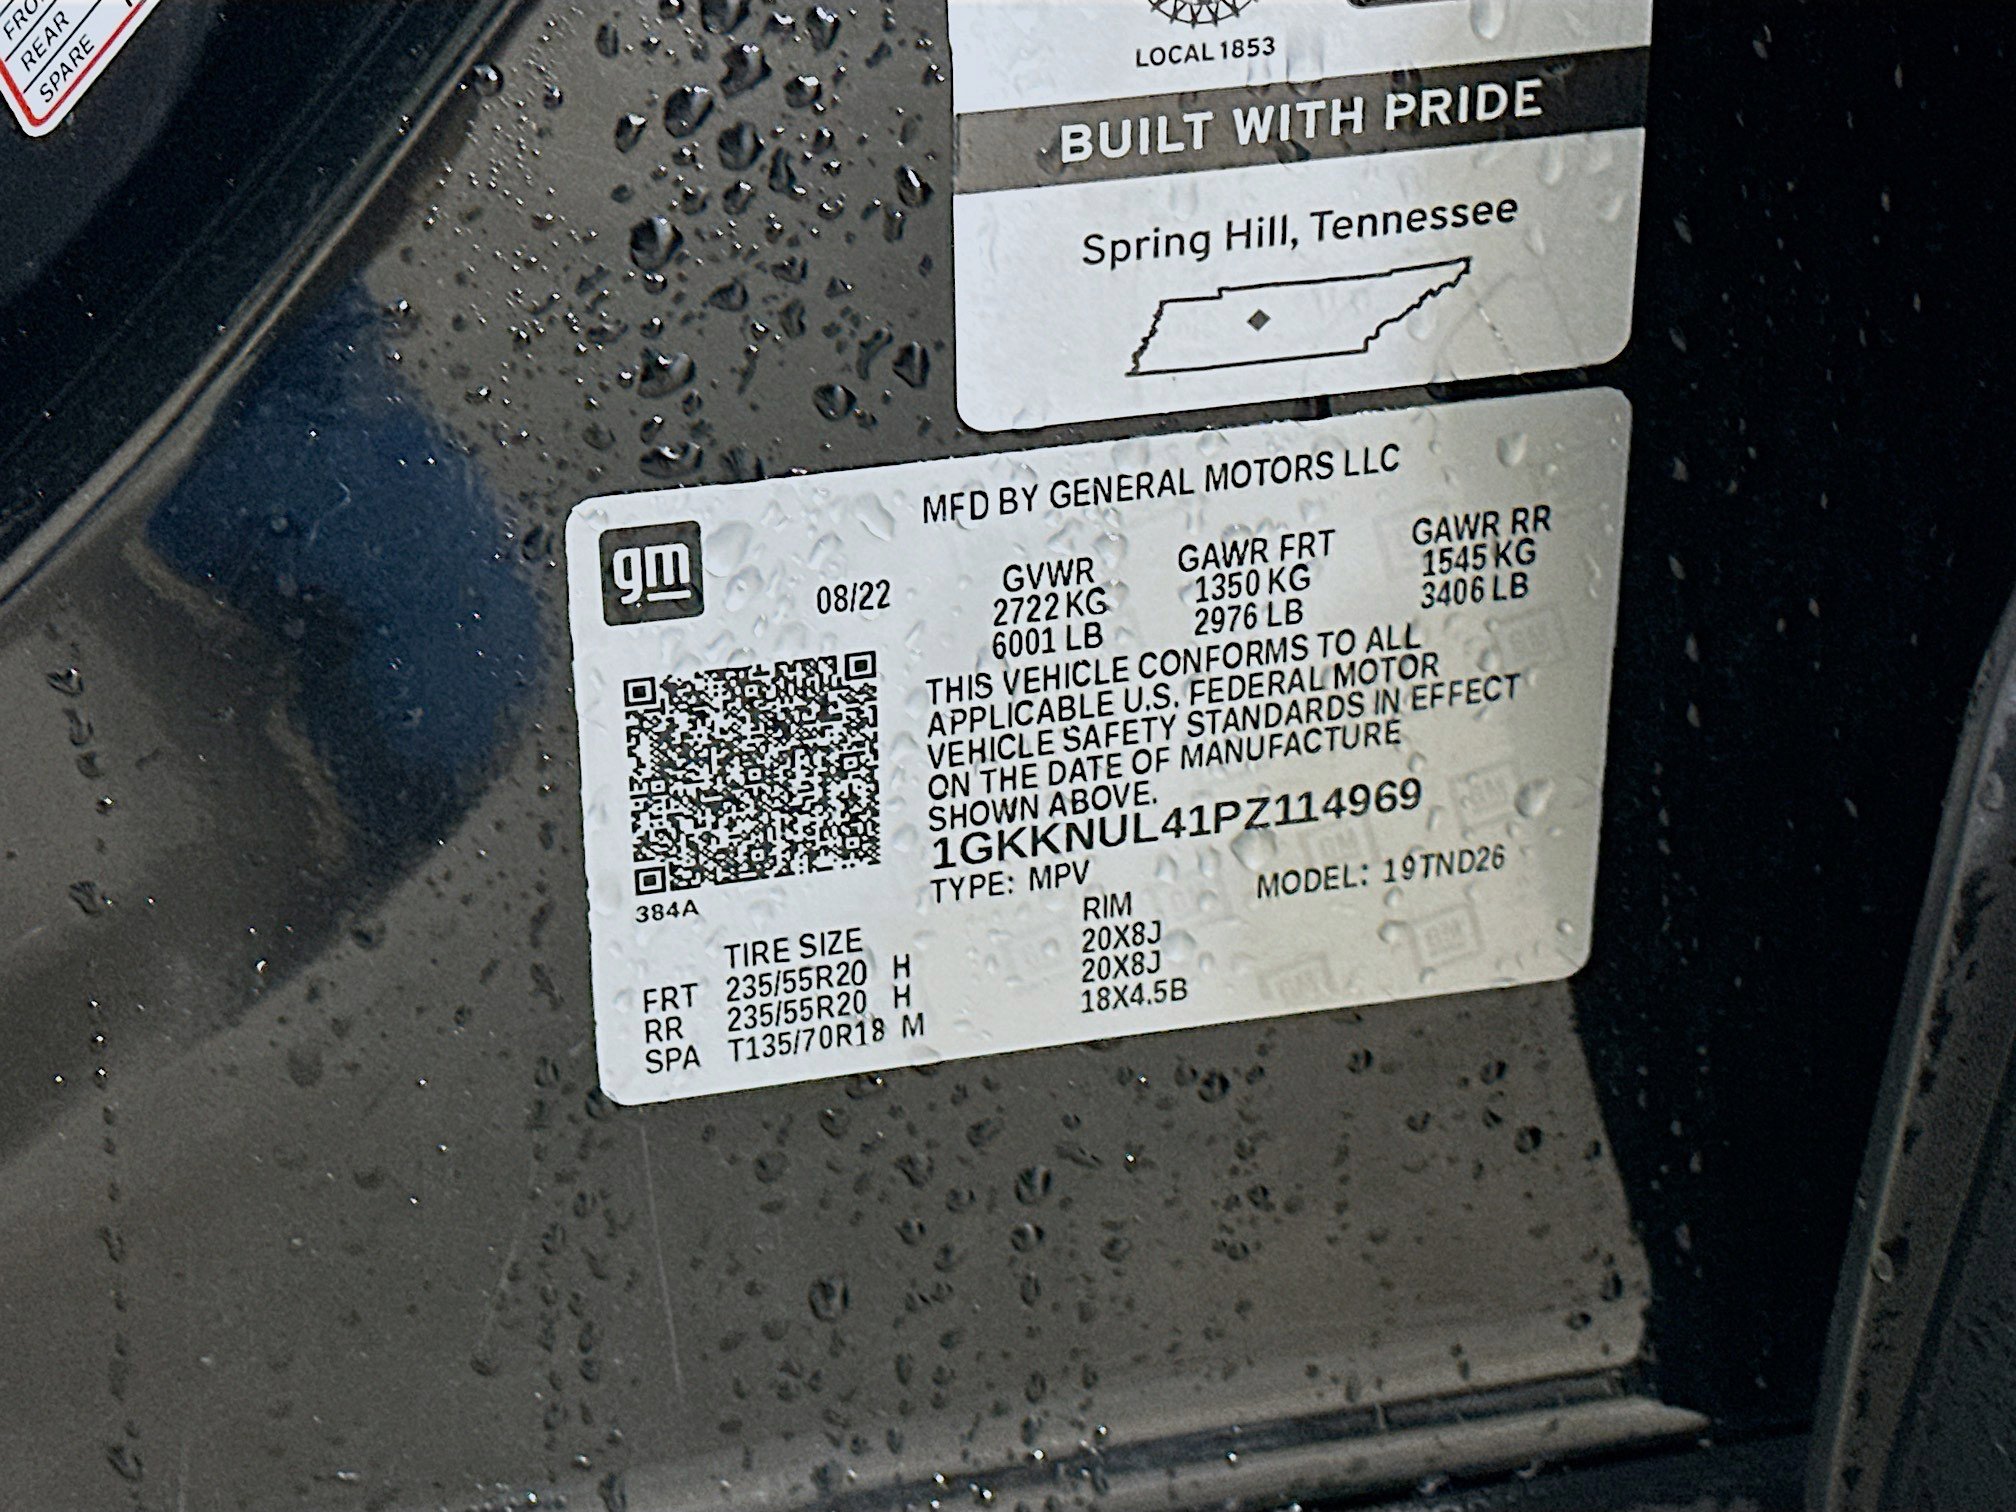 REAR
SPARE
LOCAL 1853
BUILT WITH PRIDE
Spring Hill, Tennessee
MFD BY GENERAL MOTORS LLC
gm
08/22
GVWR
2722 KG
6001 LB
GAWR FRT
1350 KG
2976 LB
GAWR RR
1545 KG
3406 LB
THIS VEHICLE CONFORMS TO ALL
APPLICABLE U.S. FEDERAL MOTOR
VEHICLE SAFETY STANDARDS IN EFFECT
ON THE DATE OF MANUFACTURE
SHOWN ABOVE.
1GKKNUL41PZ114969
TYPE: MPV MODEL: 19TND26
384A
TIRE SIZE RIM
FRT 235/55R20 H 20X8J
RR 235/55R20 H 20X8J
SPA T135/70R18 M 18X4.5B